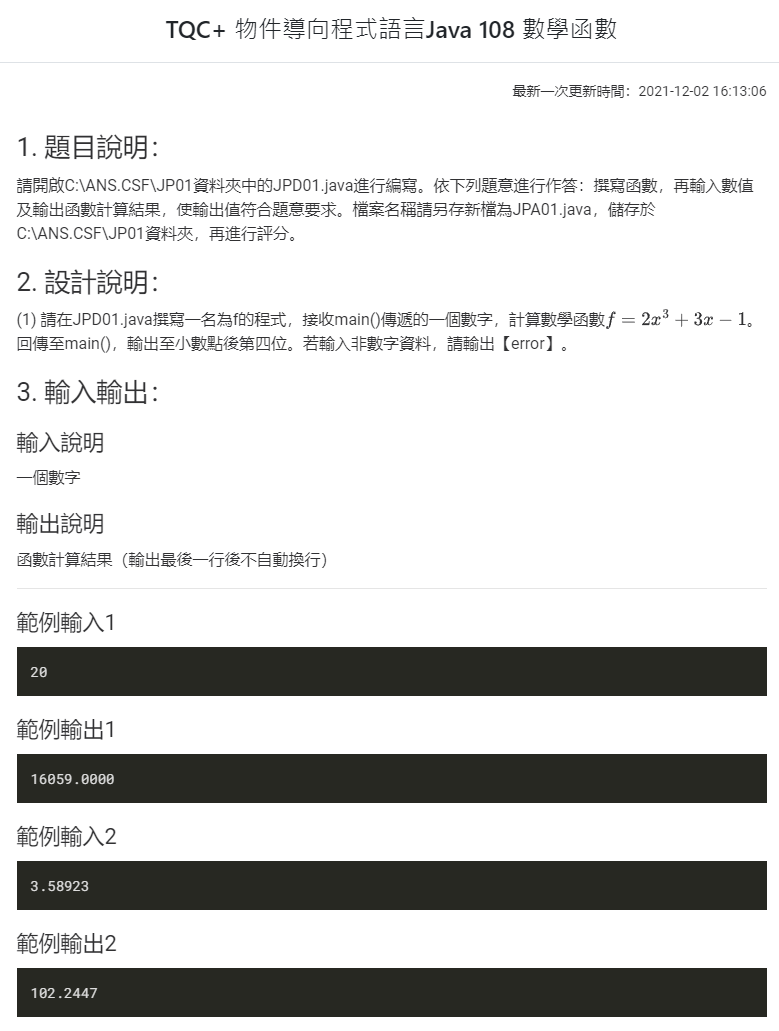 TQC+ 物件導向程式語言Java 108 數學函數
最新一次更新時間：2021-12-02 16:13:06
1. 題目說明：
請開啟C:\ANS.CSF\JP01資料夾中的JPD01.java進行編寫。依下列題意進行作答：撰寫函數，再輸入數值
及輸出函數計算結果，使輸出值符合題意要求。檔案名稱請另存新檔為JPA01.java，儲存於
C:\ANS.CSF\JP01資料夾，再進行評分。
2. 設計說明：
(1) 請在JPD01.java撰寫一名為f的程式，接收main()傳遞的一個數字，計算數學函數f = 2x³ + 3x − 1。
回傳至main()，輸出至小數點後第四位。若輸入非數字資料，請輸出【error】。
3. 輸入輸出：
輸入說明
一個數字
輸出說明
函數計算結果（輸出最後一行後不自動換行）
範例輸入1
20
範例輸出1
16059.0000
範例輸入2
3.58923
範例輸出2
102.2447